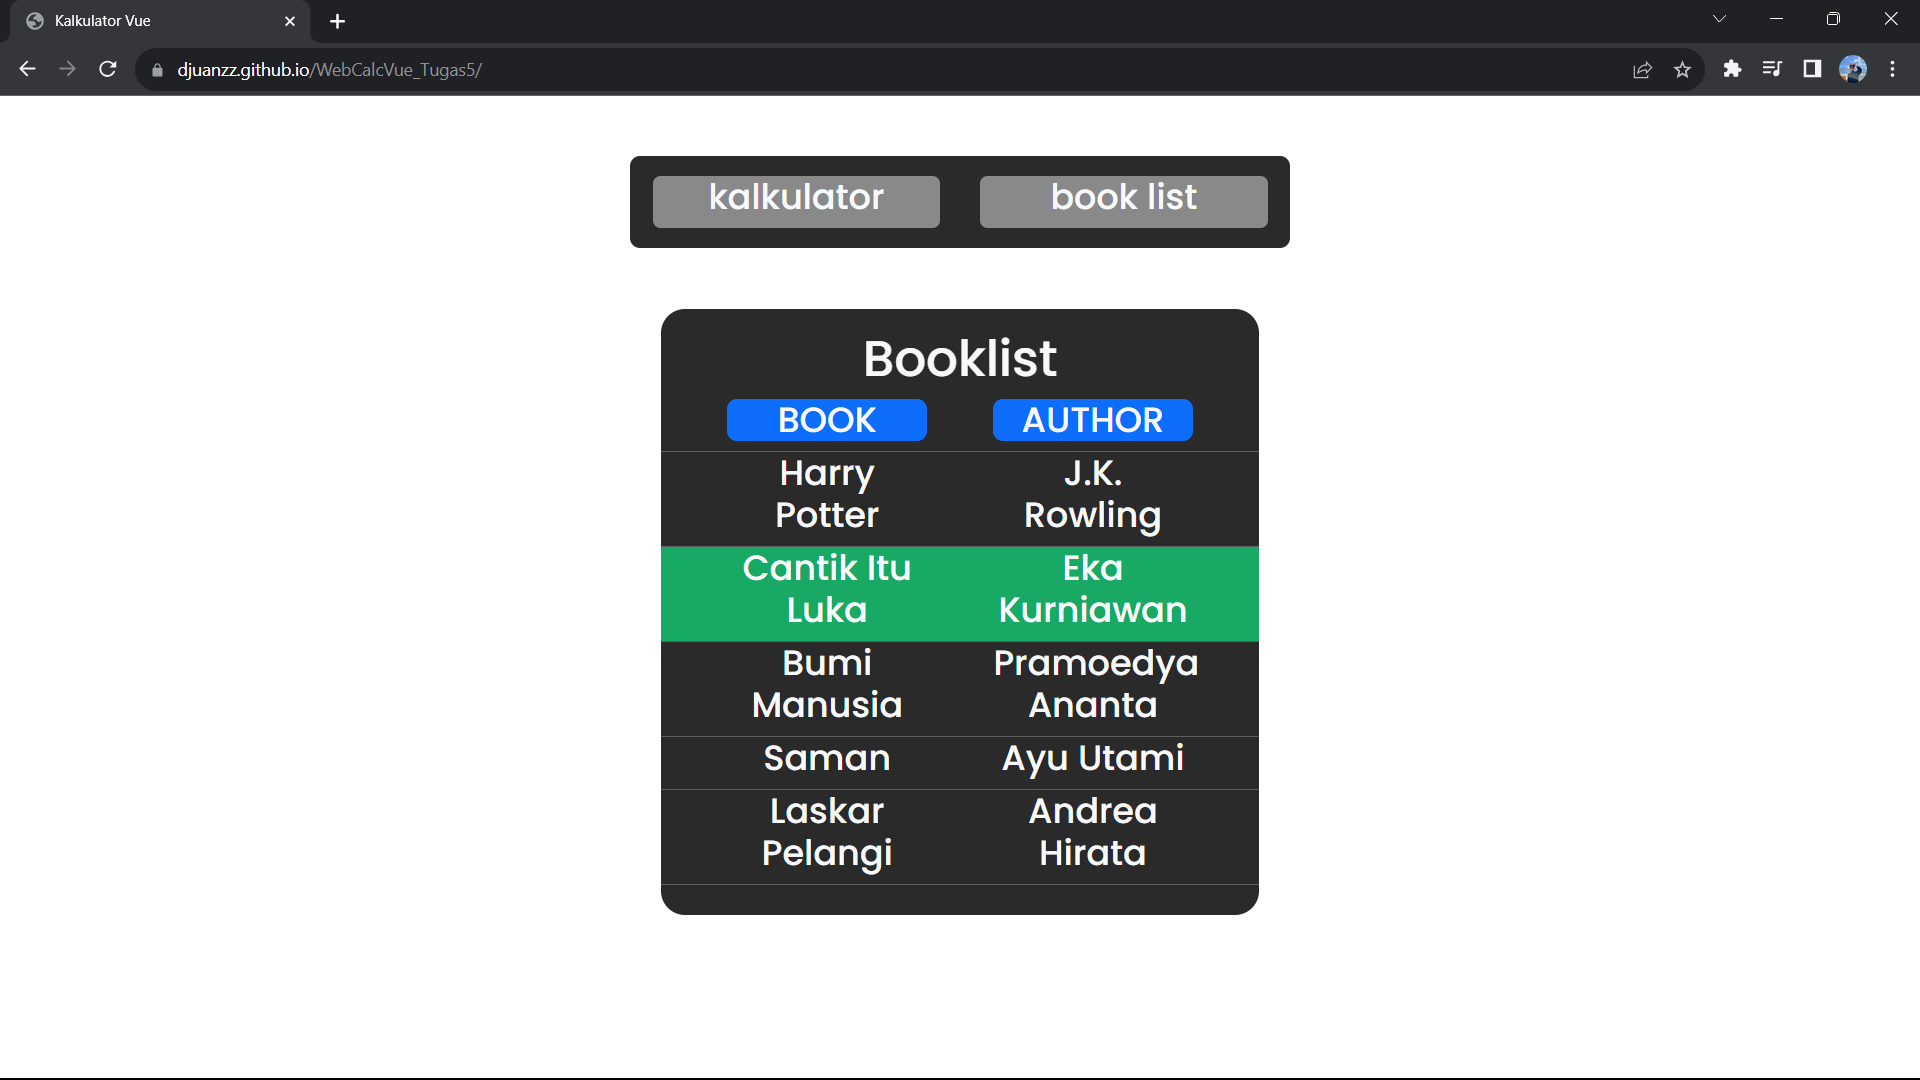 Kalkulator Vue
djuanzz.github.io/WebCalcVue_Tugas5/
kalkulator book list
Booklist
BOOK AUTHOR
Harry J.K.
Potter Rowling
Cantik Itu Eka
Luka Kurniawan
Bumi Pramoedya
Manusia Ananta
Saman Ayu Utami
Laskar Andrea
Pelangi Hirata